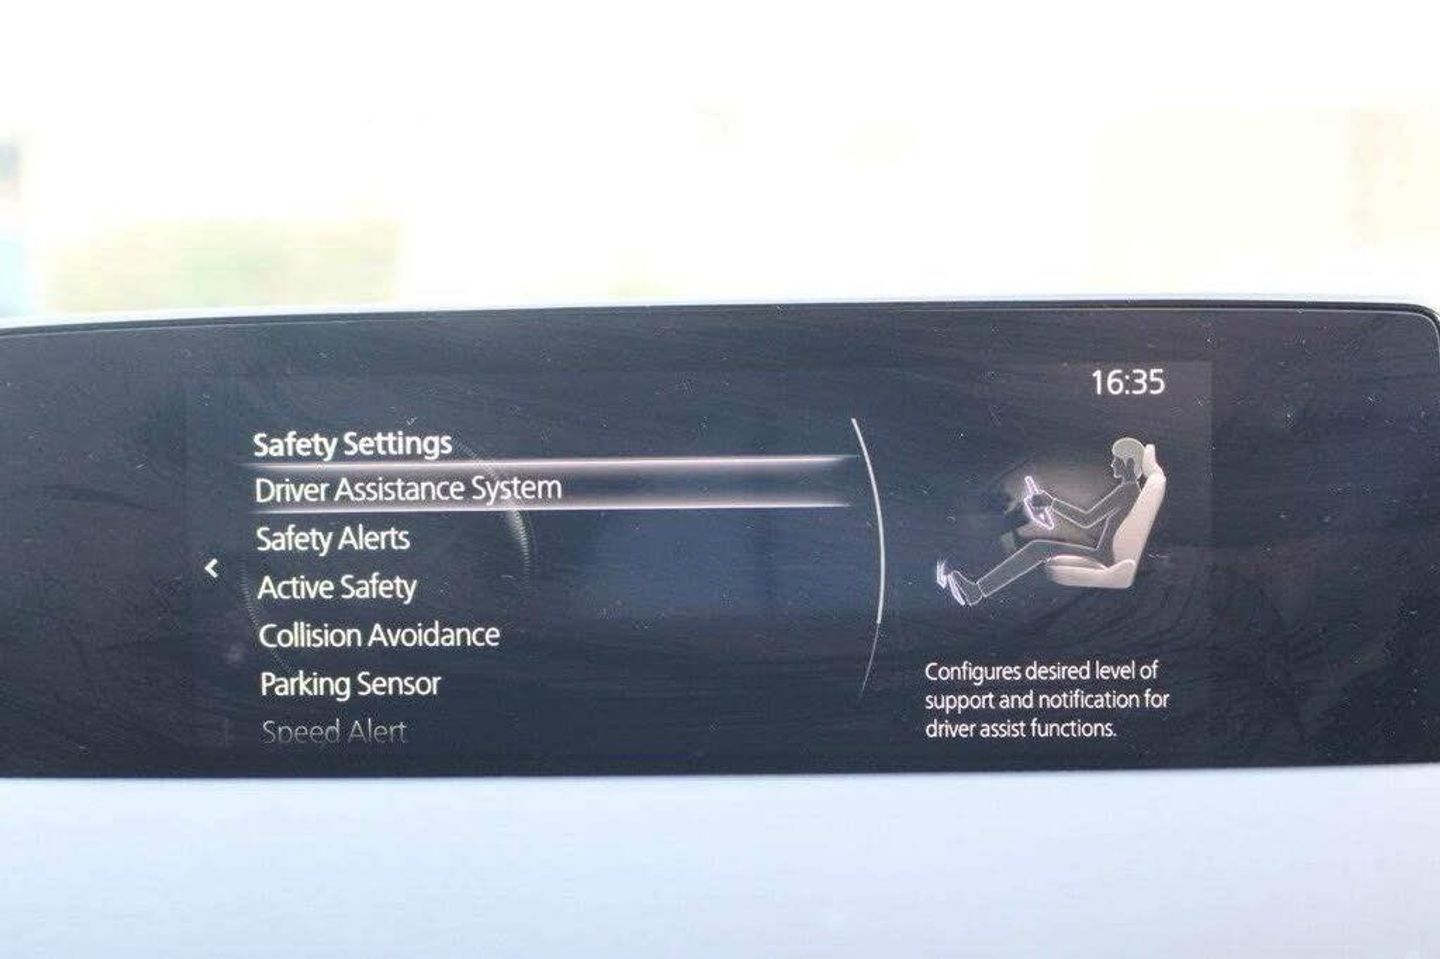 16:35
Safety Settings
Driver Assistance System
Safety Alerts
Active Safety
Collision Avoidance
Parking Sensor
Speed Alert
Configures desired level of
support and notification for
driver assist functions.